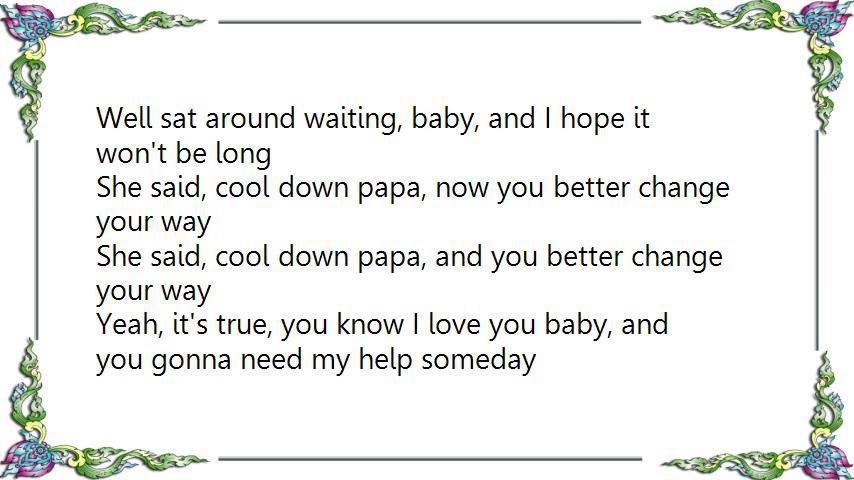 Well sat around waiting, baby, and I hope it
won't be long
She said, cool down papa, now you better change
your way
She said, cool down papa, and you better change
your way
Yeah, it's true, you know I love you baby, and
you gonna need my help someday